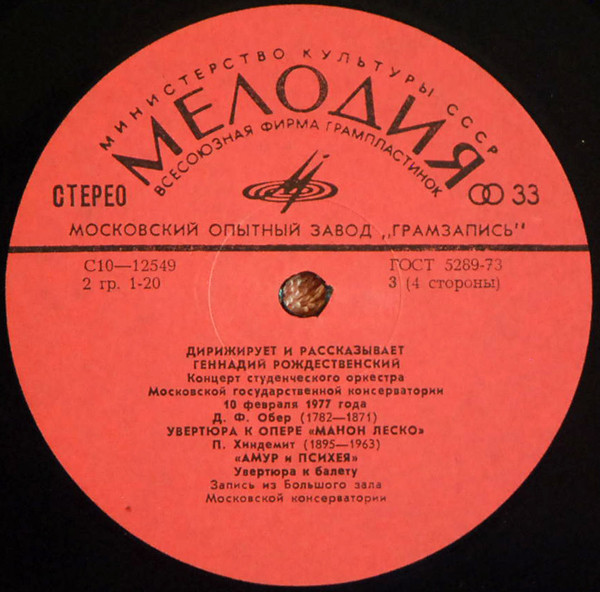 МИНИСТЕРСТВО КУЛЬТУРЫ СССР
МЕЛОДИЯ
ВСЕСОЮЗНАЯ ФИРМА ГРАМПЛАСТИНОК
СТЕРЕО
33
МОСКОВСКИЙ ОПЫТНЫЙ ЗАВОД „ГРАМЗАПИСЬ"
С10—12549
ГОСТ 5289-73
2 гр. 1-20
3 (4 стороны)
ДИРИЖИРУЕТ И РАССКАЗЫВАЕТ
ГЕННАДИЙ РОЖДЕСТВЕНСКИЙ
Концерт студенческого оркестра
Московской государственной консерватории
10 февраля 1977 года
Д. Ф. Обер (1782—1871)
УВЕРТЮРА К ОПЕРЕ «МАНОН ЛЕСКО»
П. Хиндемит (1895—1963)
«АМУР и ПСИХЕЯ»
Увертюра к балету
Запись из Большого зала
Московской консерватории